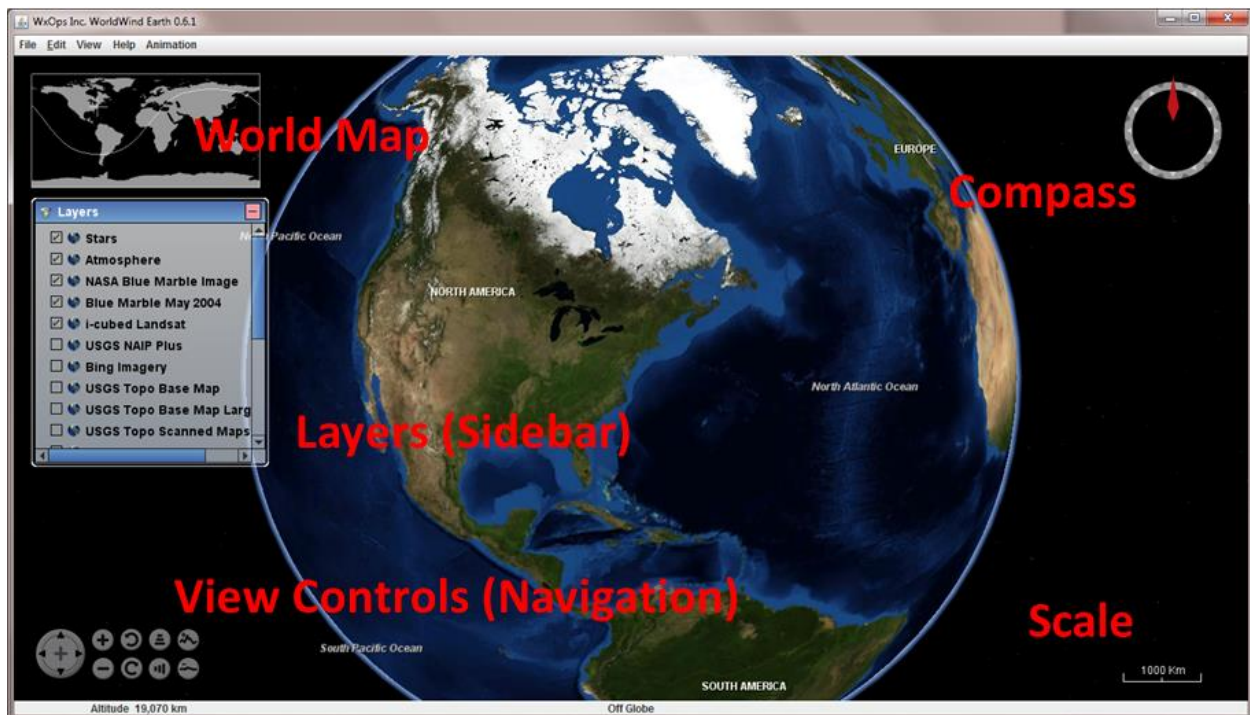 WxOps Inc. WorldWind Earth 0.6.1
File Edit View Help Animation
World Map
EUROPE
Compass
Layers
Stars
North Pacific Ocean
Atmosphere
NASA Blue Marble Image
NORTH AMERICA
Blue Marble May 2004
i-cubed Landsat
USGS NAIP Plus
Bing Imagery
USGS Topo Base Map
North Atlantic Ocean
USGS Topo Base Map Larg
USGS Topo Scanned Maps
Layers (Sidebar)
View Controls (Navigation)
Scale
South Pacific Ocean
1000 Km
SOUTH AMERICA
Altitude 19,070 km
Off Globe